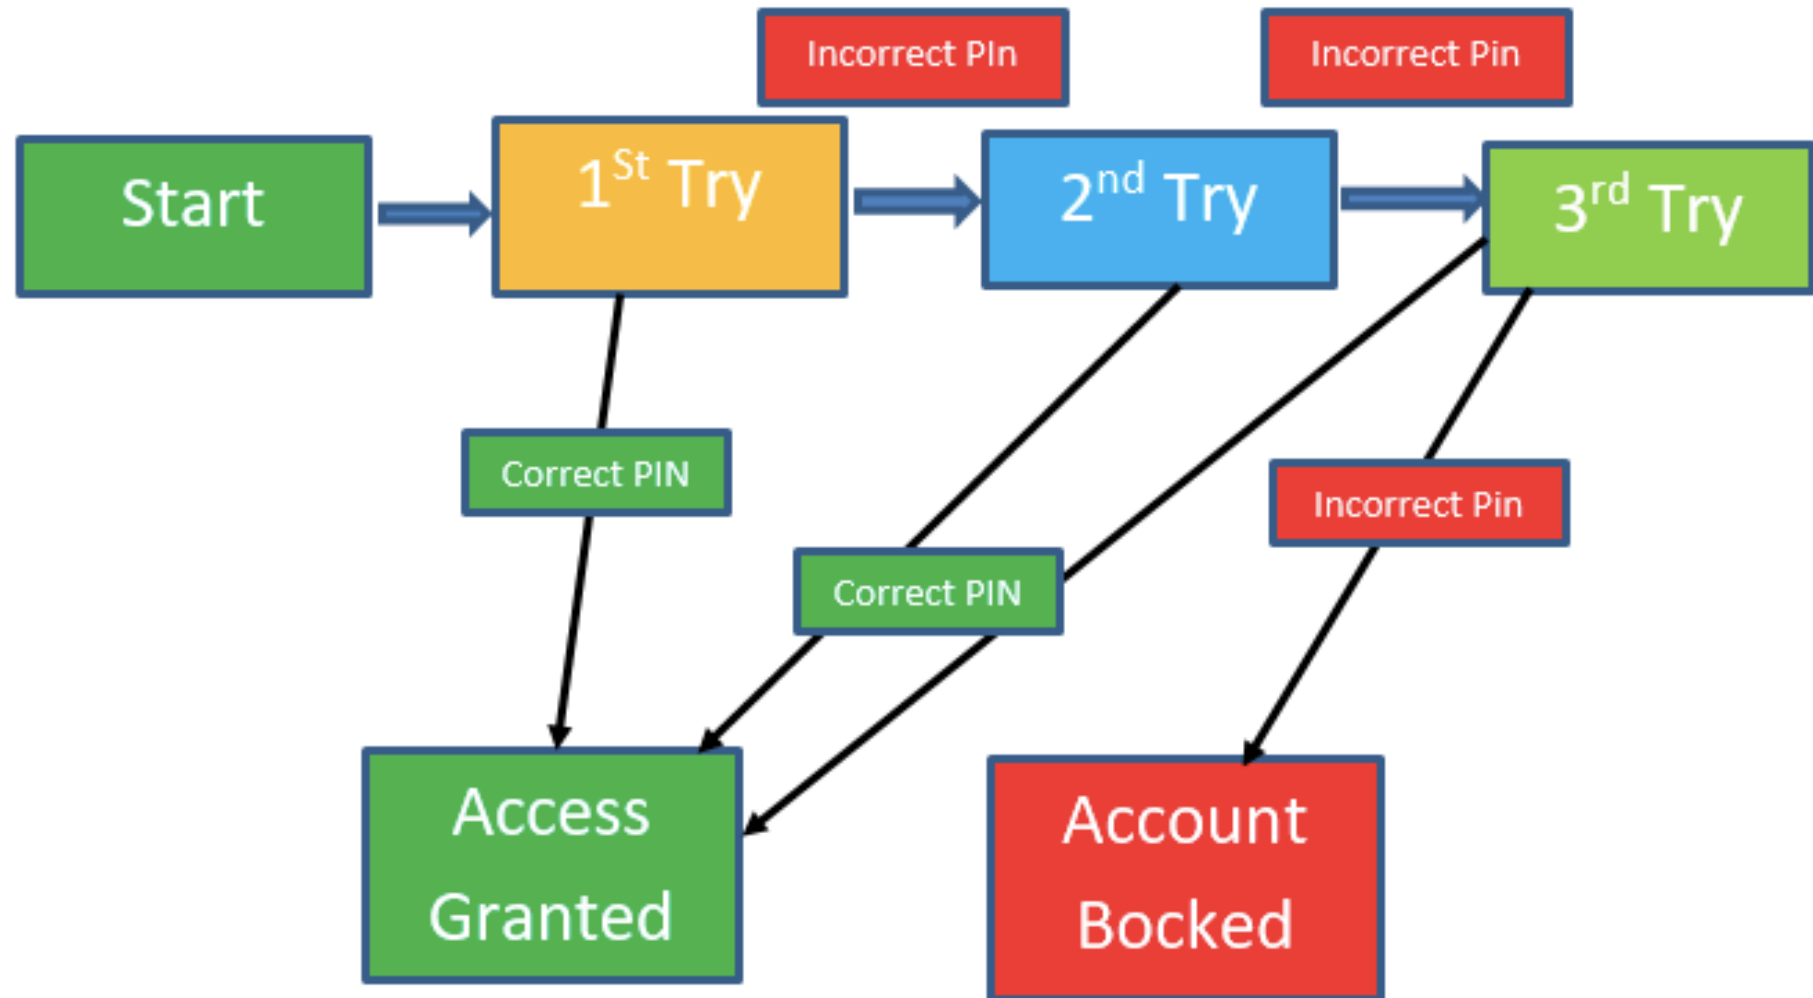 Incorrect PIn
Incorrect Pin
Start
1St Try
2nd Try
3rd Try
Correct PIN
Incorrect Pin
Correct PIN
Access
Granted
Account
Bocked